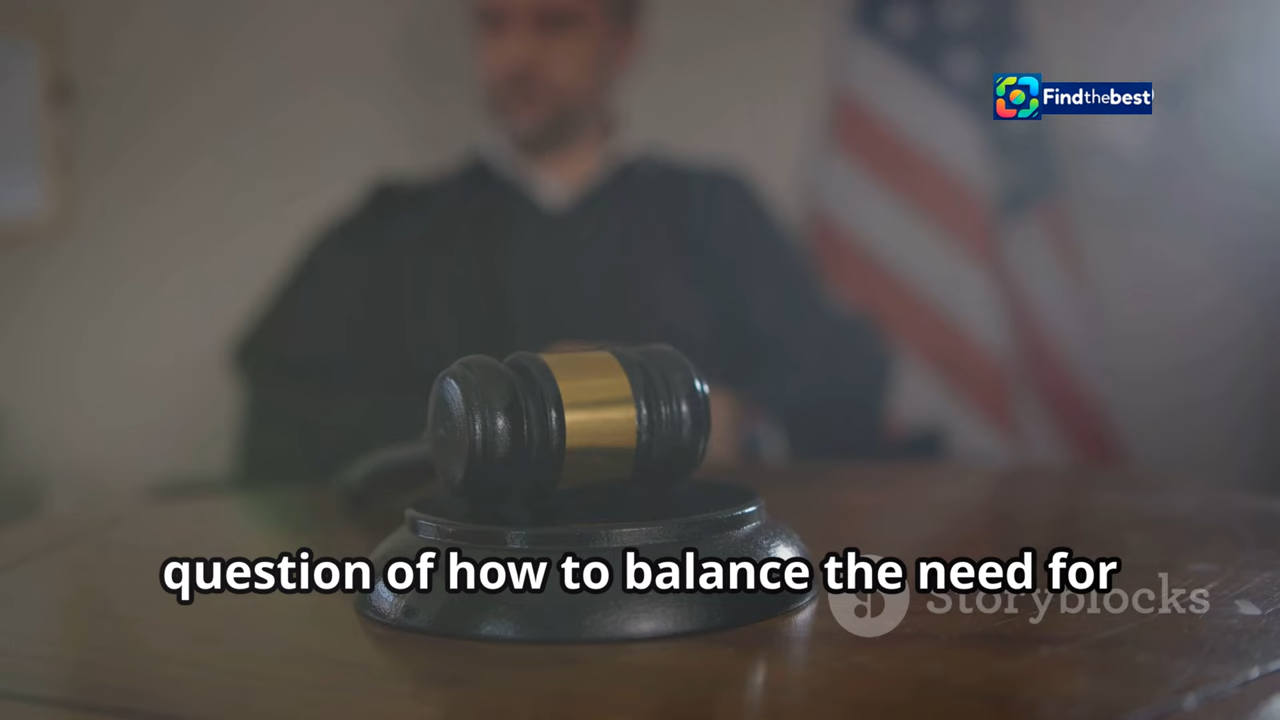 Findthebest
question of how to balance the need for
Storyblocks